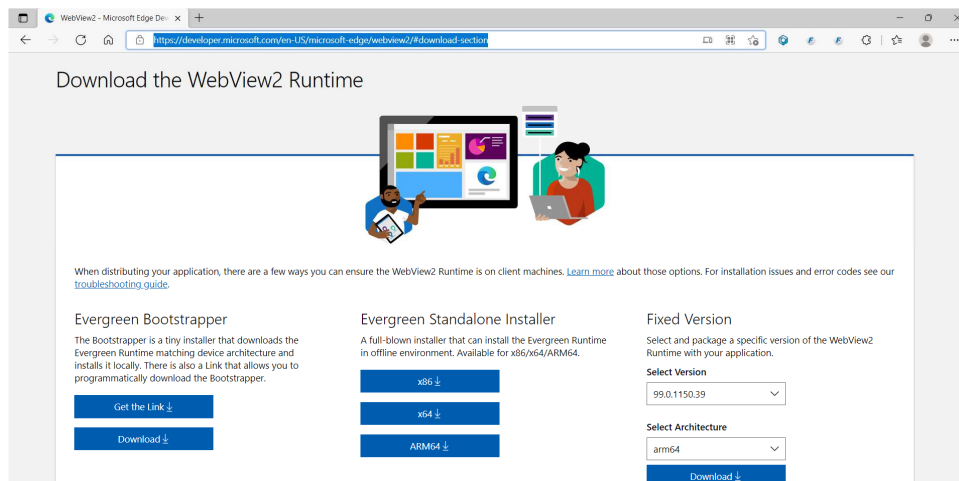 WebView2 - Microsoft Edge Dev
https://developer.microsoft.com/en-US/microsoft-edge/webview2/#download-section
Download the WebView2 Runtime
When distributing your application, there are a few ways you can ensure the WebView2 Runtime is on client machines. Learn more about those options. For installation issues and error codes see our
troubleshooting guide.
Evergreen Bootstrapper
The Bootstrapper is a tiny installer that downloads the
Evergreen Runtime matching device architecture and
installs it locally. There is also a Link that allows you to
programmatically download the Bootstrapper.
Get the Link
Download
Evergreen Standalone Installer
A full-blown installer that can install the Evergreen Runtime
in offline environment. Available for x86/x64/ARM64.
x86
x64
ARM64
Fixed Version
Select and package a specific version of the WebView2
Runtime with your application.
Select Version
99.0.1150.39
Select Architecture
arm64
Download